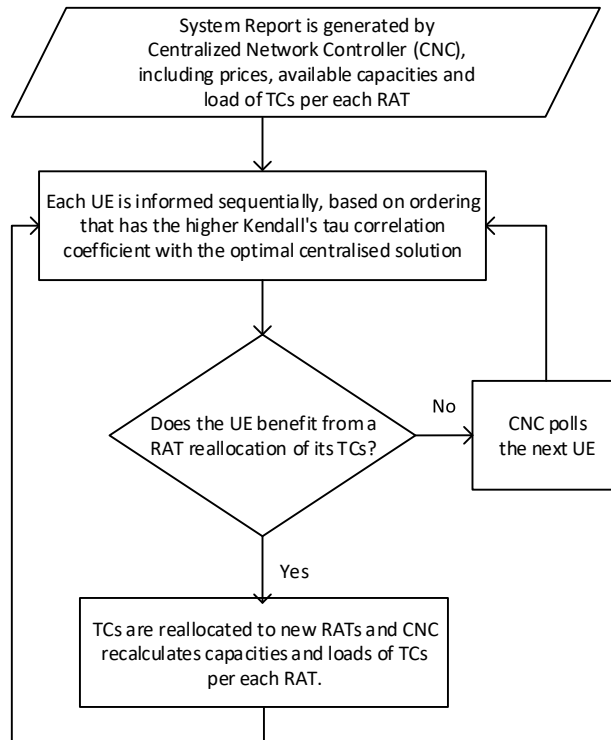 System Report is generated by
Centralized Network Controller (CNC),
including prices, available capacities and
load of TCs per each RAT
Each UE is informed sequentially, based on ordering
that has the higher Kendall's tau correlation
coefficient with the optimal centralised solution
Does the UE benefit from a
RAT reallocation of its TCs?
No
CNC polls
the next UE
Yes
TCs are reallocated to new RATs and CNC
recalculates capacities and loads of TCs
per each RAT.